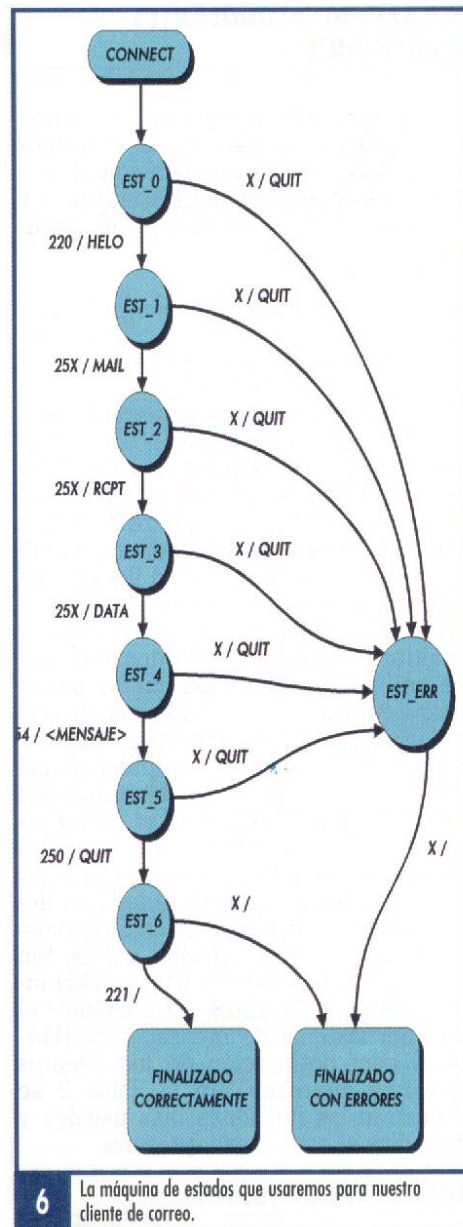 CONNECT
EST_0
X / QUIT
220 / HELO
EST_1
X / QUIT
25X / MAIL
EST_2
X / QUIT
25X / RCPT
EST_3
X / QUIT
25X / DATA
EST_4
X / QUIT
EST_ERR
54 / <MENSAJE>
EST_5
X / QUIT
250 / QUIT
X /
EST_6
X /
221 /
FINALIZADO
CORRECTAMENTE
FINALIZADO
CON ERRORES
6
La máquina de estados que usaremos para nuestro
cliente de correo.